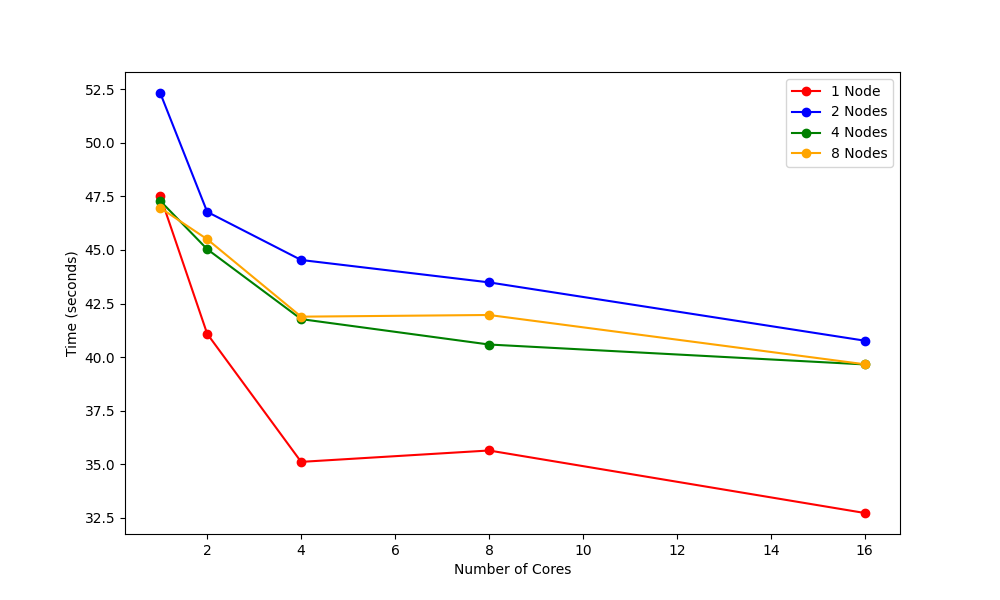 52.5
50.0
47.5
45.0
42.5
40.0
37.5
35.0
32.5
Time (seconds)
2 4 6 8 10 12 14 16
Number of Cores
1 Node
2 Nodes
4 Nodes
8 Nodes